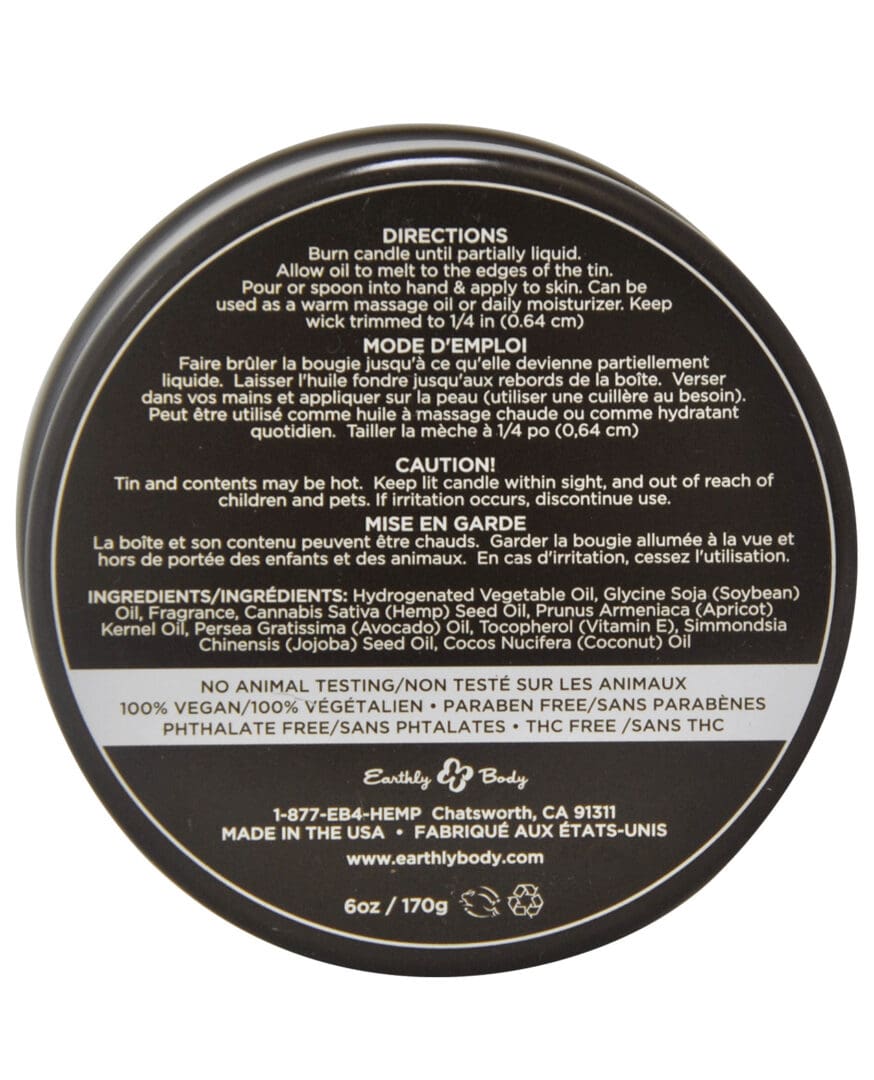 DIRECTIONS
Burn candle until partially liquid.
Allow oil to melt to the edges of the tin.
Pour or spoon into hand & apply to skin. Can be
used as a warm massage oil or daily moisturizer. Keep
wick trimmed to 1/4 in (0.64 cm)
MODE D'EMPLOI
Faire brûler la bougie jusqu'à ce qu'elle devienne partiellement
liquide. Laisser l'huile fondre jusqu'aux rebords de la boîte. Verser
dans vos mains et appliquer sur la peau (utiliser une cuillère au besoin).
Peut être utilisé comme huile à massage chaude ou comme hydratant
quotidien. Tailler la mèche à 1/4 po (0,64 cm)
CAUTION!
Tin and contents may be hot. Keep lit candle within sight, and out of reach of
children and pets. If irritation occurs, discontinue use.
MISE EN GARDE
La boîte et son contenu peuvent être chauds. Garder la bougie allumée à la vue et
hors de portée des enfants et des animaux. En cas d'irritation, cessez l'utilisation.
INGREDIENTS/INGRÉDIENTS: Hydrogenated Vegetable Oil, Glycine Soja (Soybean)
Oil, Fragrance, Cannabis Sativa (Hemp) Seed Oil, Prunus Armeniaca (Apricot)
Kernel Oil, Persea Gratissima (Avocado) Oil, Tocopherol (Vitamin E), Simmondsia
Chinensis (Jojoba) Seed Oil, Cocos Nucifera (Coconut) Oil
NO ANIMAL TESTING/NON TESTÉ SUR LES ANIMAUX
100% VEGAN/100% VÉGÉTALIEN • PARABEN FREE/SANS PARABÈNES
PHTHALATE FREE/SANS PHTALATES • THC FREE /SANS THC
Earthly Body
1-877-EB4-HEMP Chatsworth, CA 91311
MADE IN THE USA • FABRIQUÉ AUX ÉTATS-UNIS
www.earthlybody.com
6oz / 170g